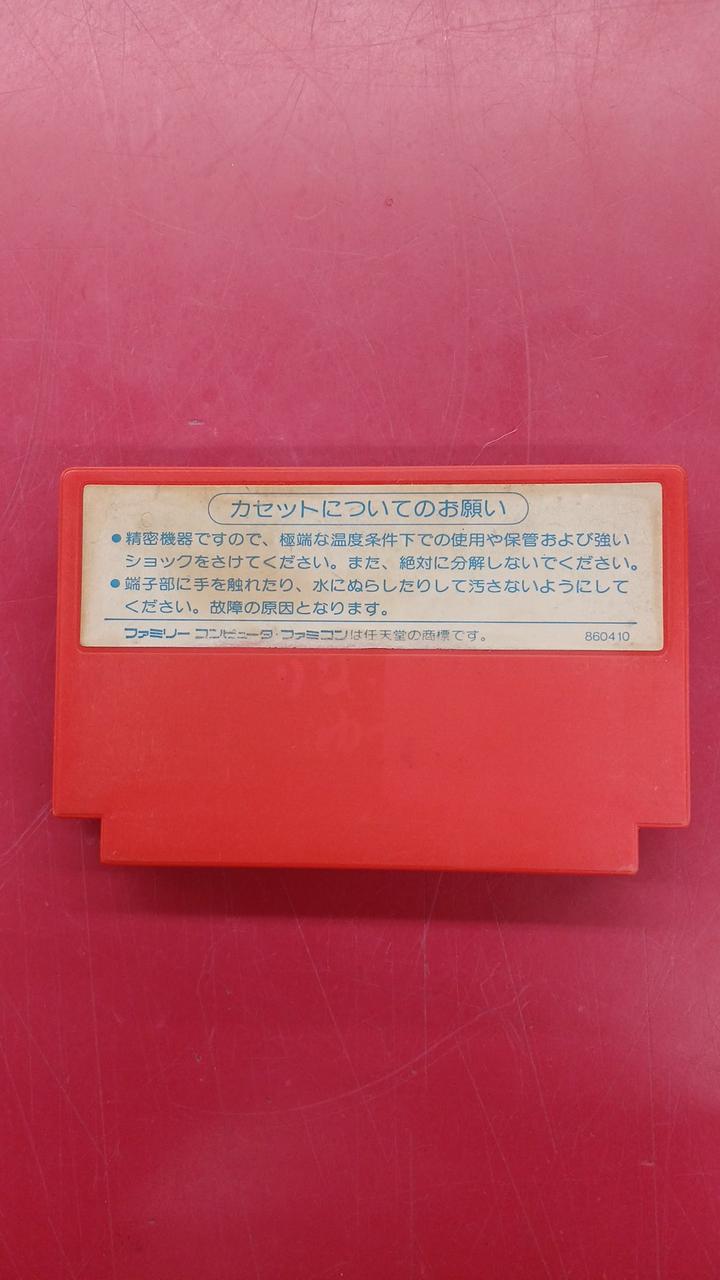 カセットについてのお願い
●精密機器ですので、極端な温度条件下での使用や保管および強い
ショックをさけてください。また、絶対に分解しないでください。
●端子部に手を触れたり、水にぬらしたりして汚さないようにして
ください。故障の原因となります。
ファミリーコンピュータ・ファミコンは任天堂の商標です。 860410